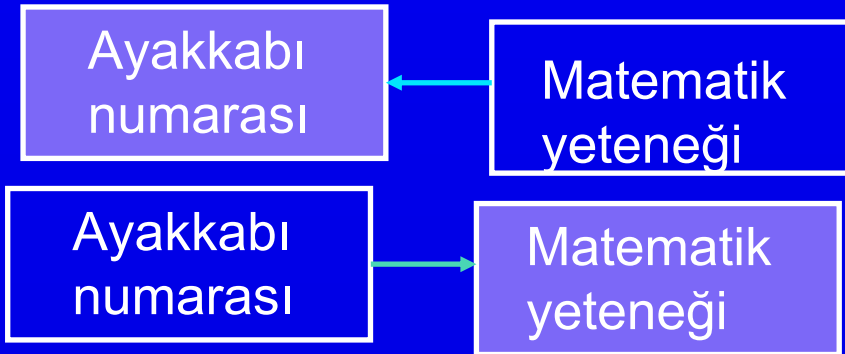 Ayakkabı
numarası
Matematik
yeteneği
Ayakkabı
numarası
Matematik
yeteneği